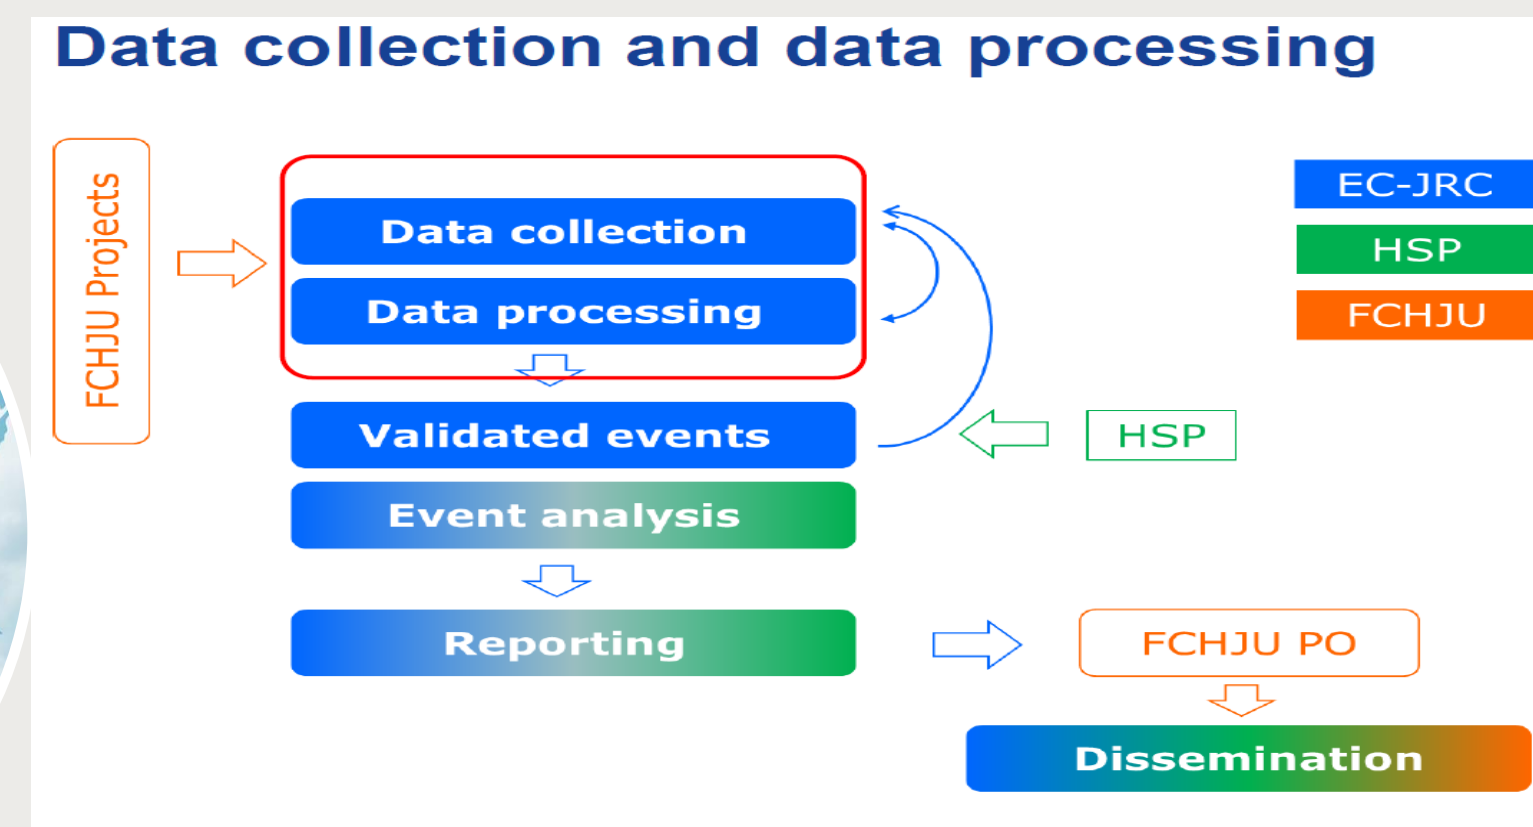 Data collection and data processing
FCHJU Projects
Data collection
Data processing
Validated events
Event analysis
Reporting
EC-JRC
HSP
FCHJU
HSP
FCHJU PO
Dissemination